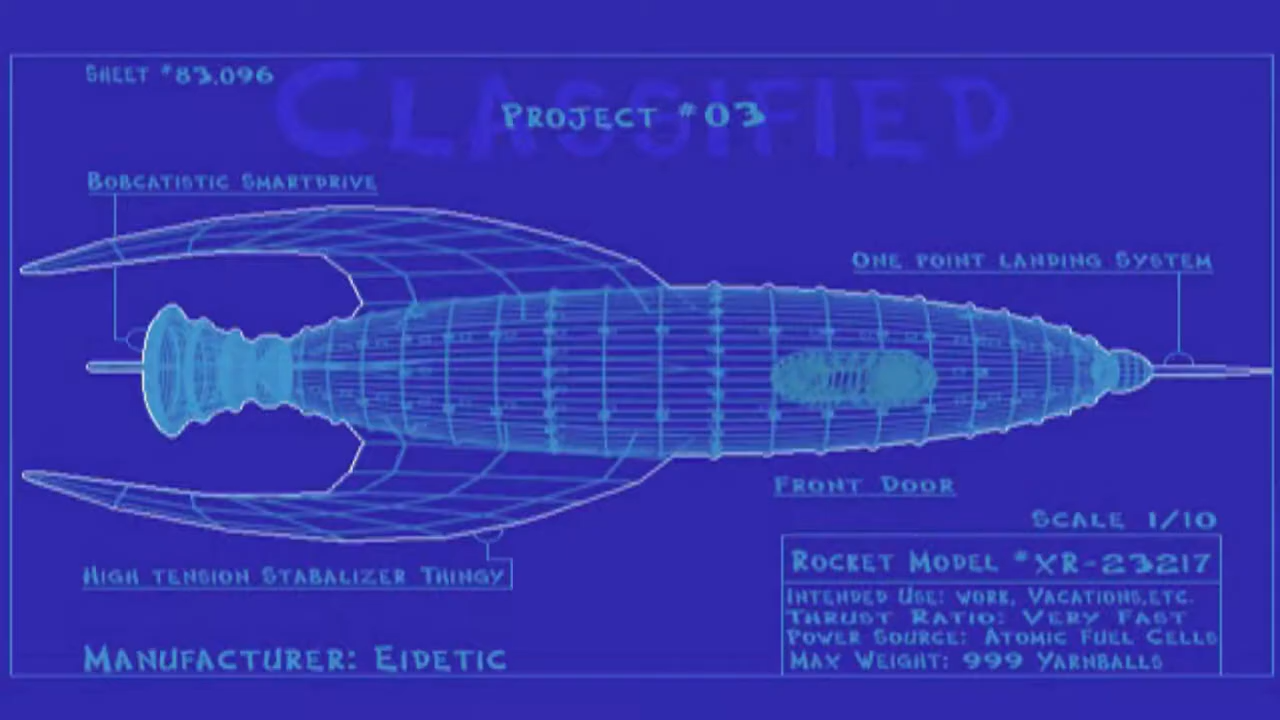 SHEET #83,096
CLASSIFIED
PROJECT #03
BOBCATISTIC SMARTDRIVE
ONE POINT LANDING SYSTEM
FRONT DOOR
SCALE 1/10
HIGH TENSION STABALIZER THINGY
ROCKET MODEL #XR-23217
INTENDED USE: WORK, VACATIONS,ETC.
THRUST RATIO: VERY FAST
POWER SOURCE: ATOMIC FUEL CELLS
MAX WEIGHT: 999 YARNBALLS
MANUFACTURER: EIDETIC